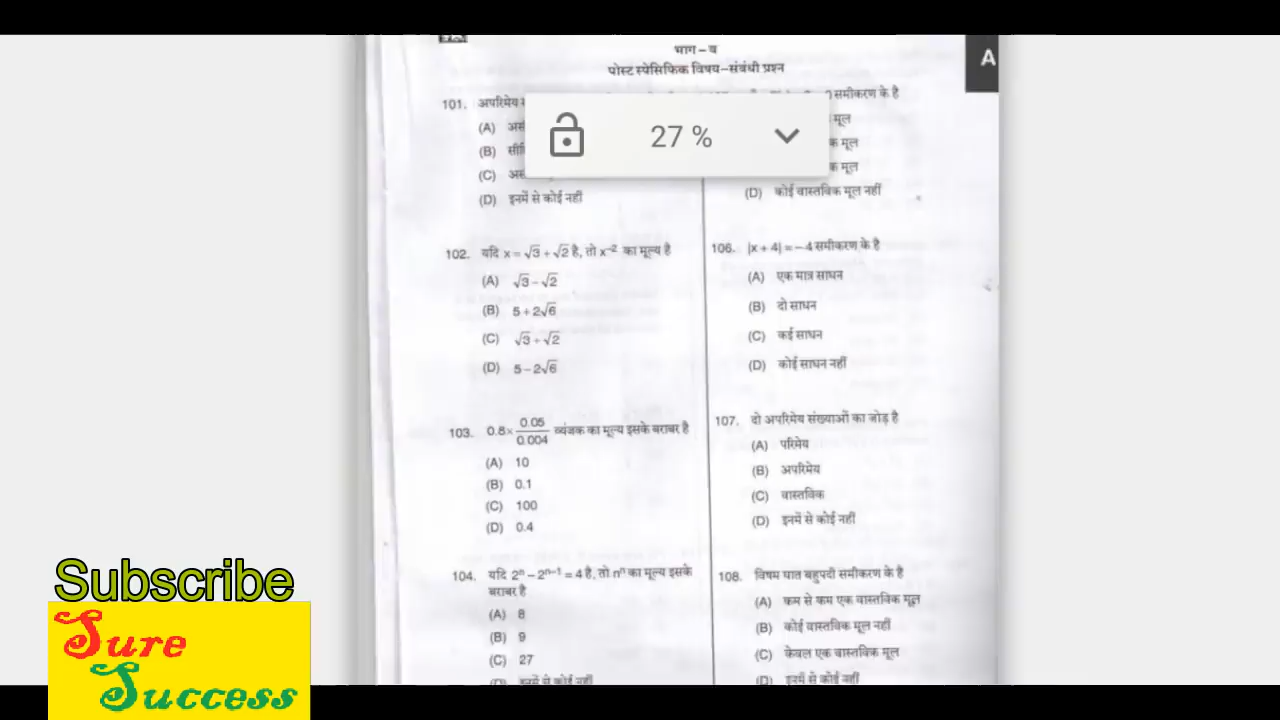 भाग – ब
पोस्ट स्पेसिफिक विषय–संबंधी प्रश्न
A
101. अपरिमेय
(A)
(B)
(C)
(D) इनमें से कोई नहीं
102. यदि x = √3 + √2 है, तो x⁻² का मूल्य है
(A) √3 – √2
(B) 5 + 2√6
(C) √3 ÷ √2
(D) 5 – 2√6
103. 0.8 × 0.05/0.004 व्यंजक का मूल्य इसके बराबर है
(A) 10
(B) 0.1
(C) 100
(D) 0.4
104. यदि 2ⁿ – 2ⁿ⁻¹ = 4 है, तो nⁿ का मूल्य इसके
बराबर है
(A) 8
(B) 9
(C) 27
(D) इनमें से कोई नहीं
समीकरण के है
मूल
मूल
मूल
(D) कोई वास्तविक मूल नहीं
106. |x + 4| = – 4 समीकरण के है
(A) एक मात्र साधन
(B) दो साधन
(C) कई साधन
(D) कोई साधन नहीं
107. दो अपरिमेय संख्याओं का जोड़ है
(A) परिमेय
(B) अपरिमेय
(C) वास्तविक
(D) इनमें से कोई नहीं
108. विषम घात बहुपदी समीकरण के है
(A) कम से कम एक वास्तविक मूल
(B) कोई वास्तविक मूल नहीं
(C) केवल एक वास्तविक मूल
(D) इनमें से कोई नहीं
27 %
Subscribe
Sure
Success